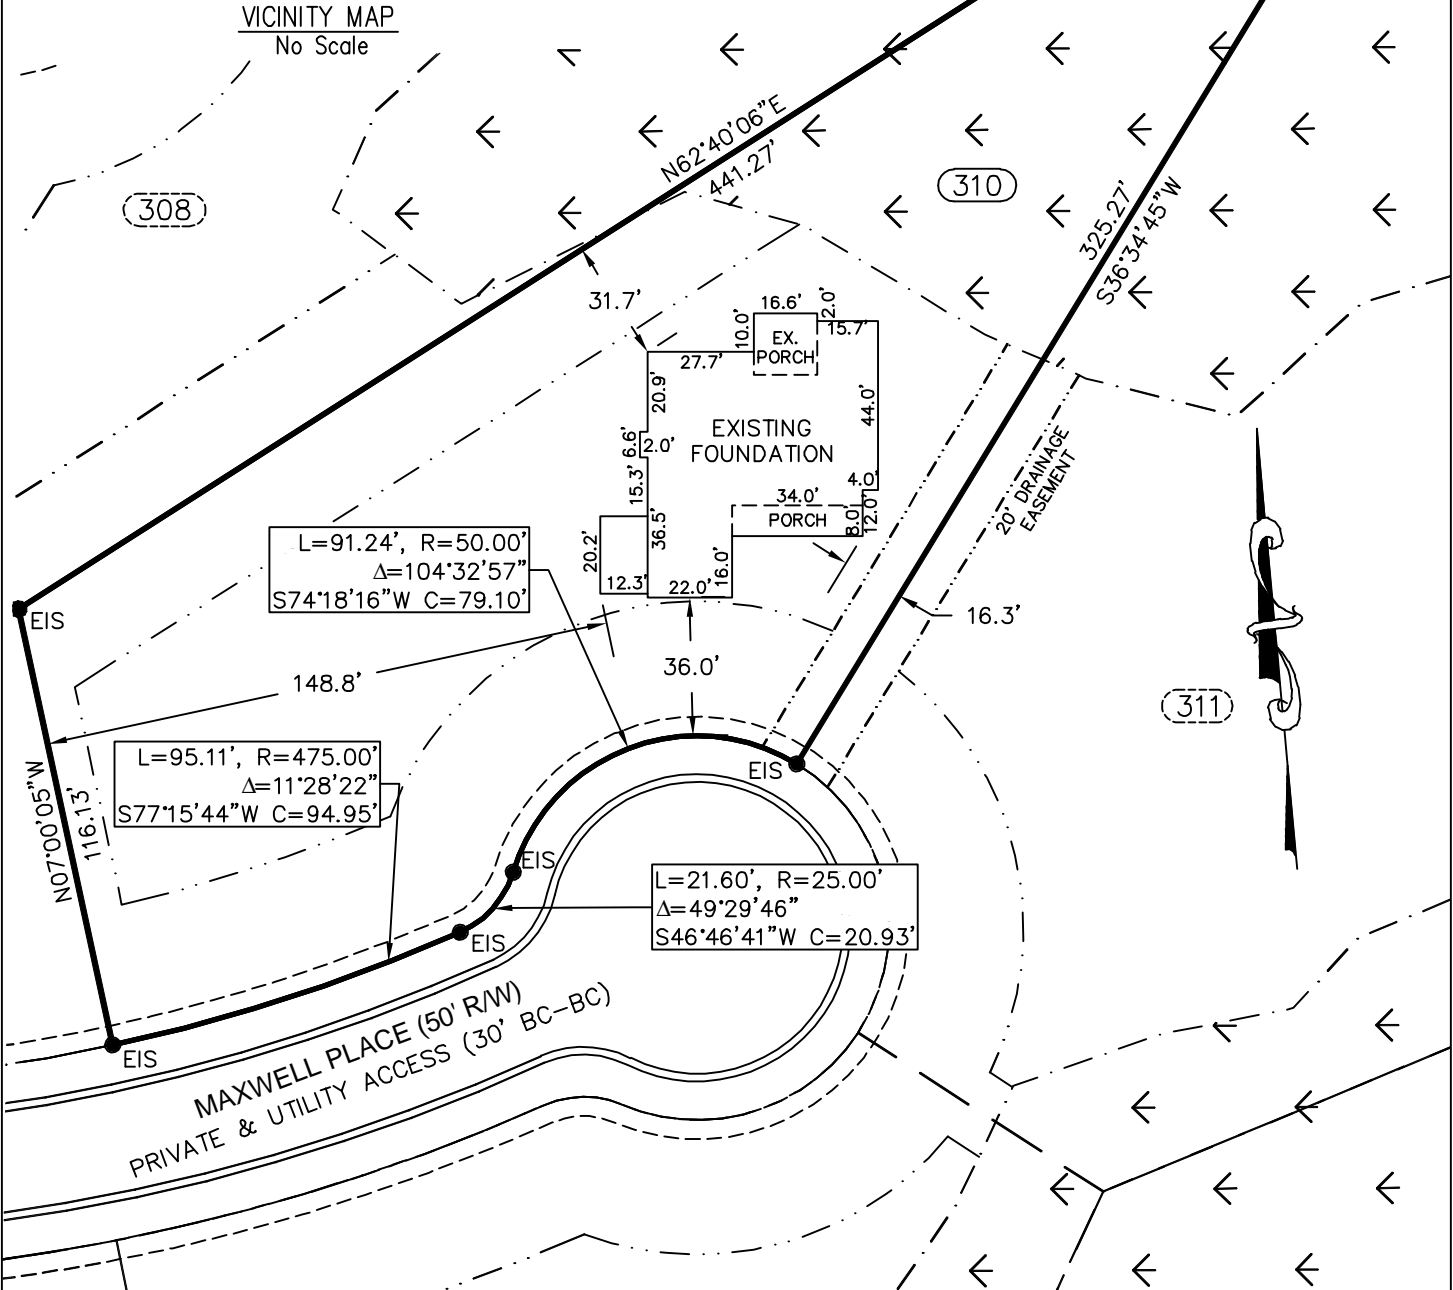 VICINITY MAP
No Scale
308
N62°40'06"E
441.27'
310
325.27'
S36°34'45"W
31.7'
16.6'
2.0'
10.0'
EX.
PORCH
15.7'
27.7'
20.9'
44.0'
EXISTING
FOUNDATION
6.6'
2.0'
15.3'
4.0'
34.0'
PORCH
8.0'
12.0'
36.5'
20.2'
12.3'
22.0'
16.0'
20' DRAINAGE
EASEMENT
L=91.24', R=50.00'
Δ=104°32'57"
S74°18'16"W C=79.10'
EIS
16.3'
36.0'
148.8'
311
L=95.11', R=475.00'
Δ=11°28'22"
S77°15'44"W C=94.95'
EIS
N07°00'05"W
116.13'
EIS
L=21.60', R=25.00'
Δ=49°29'46"
S46°46'41"W C=20.93'
EIS
EIS
MAXWELL PLACE (50' R/W)
PRIVATE & UTILITY ACCESS (30' BC-BC)